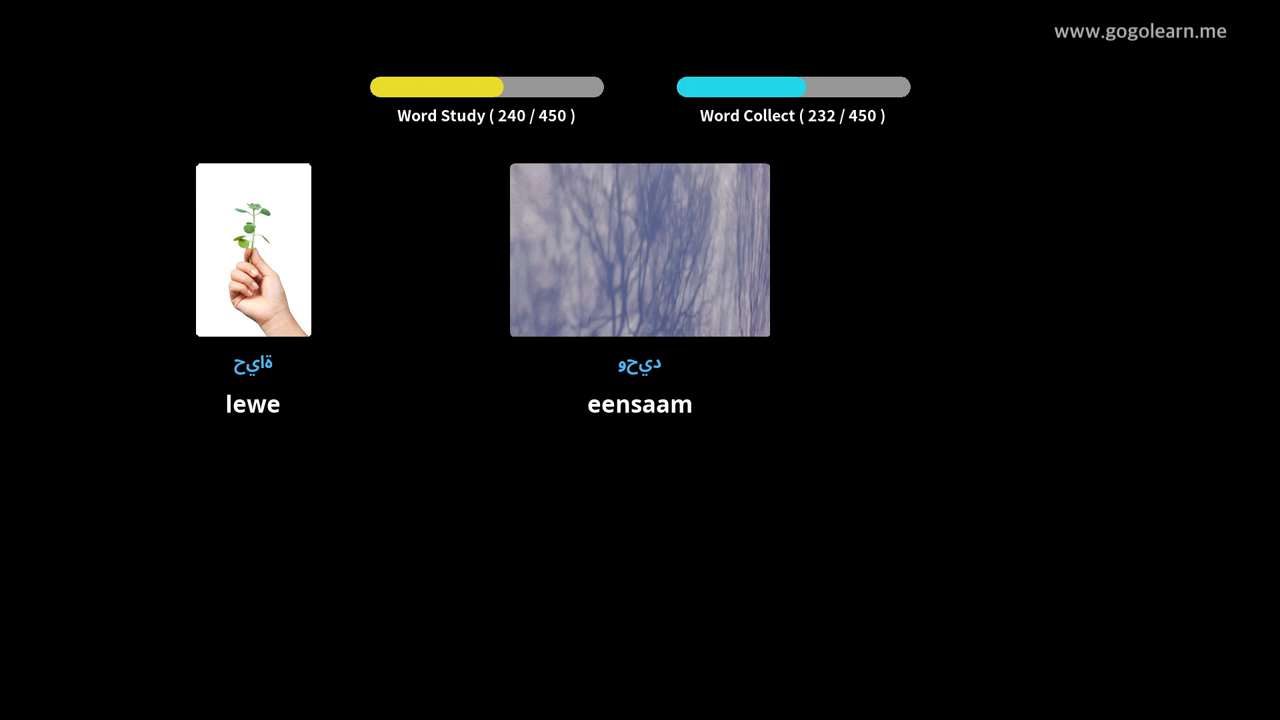 www.gogolearn.me
Word Study ( 240 / 450 )
Word Collect ( 232 / 450 )
ةايح
lewe
ديحو
eensaam